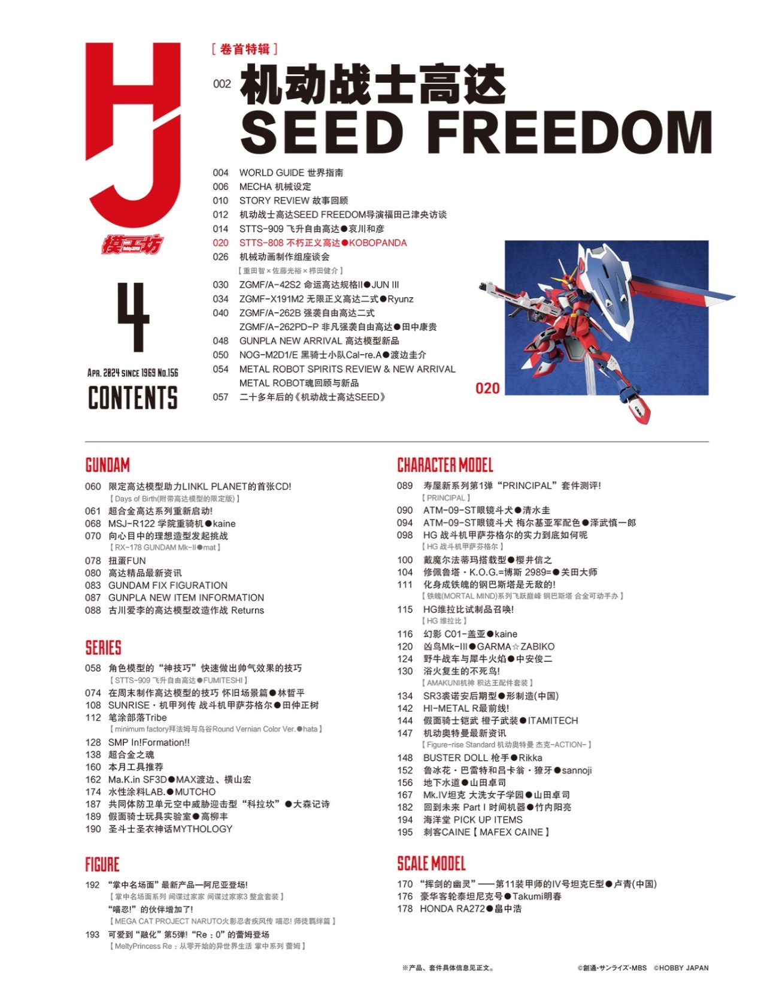 HJ
模工坊
HobbyJAPAN
4
APR. 2024 SINCE 1969 No.156
CONTENTS
[ 卷首特辑 ]
002 机动战士高达
SEED FREEDOM
004 WORLD GUIDE 世界指南
006 MECHA 机械设定
010 STORY REVIEW 故事回顾
012 机动战士高达SEED FREEDOM导演福田己津央访谈
014 STTS-909 飞升自由高达●哀川和彦
020 STTS-808 不朽正义高达●KOBOPANDA
026 机械动画制作组座谈会
【 重田智 × 佐藤光裕 × 栉田健介 】
030 ZGMF/A-42S2 命运高达规格II●JUN III
034 ZGMF-X191M2 无限正义高达二式●Ryunz
040 ZGMF/A-262B 强袭自由高达二式
ZGMF/A-262PD-P 非凡强袭自由高达●田中康贵
048 GUNPLA NEW ARRIVAL 高达模型新品
050 NOG-M2D1/E 黑骑士小队Cal-re.A●渡边圭介
054 METAL ROBOT SPIRITS REVIEW & NEW ARRIVAL
METAL ROBOT魂回顾与新品
057 二十多年后的《机动战士高达SEED》
020
GUNDAM
060 限定高达模型助力LINKL PLANET的首张CD!
【 Days of Birth(附带高达模型的限定版) 】
061 超合金高达系列重新启动!
068 MSJ-R122 学院重骑机●kaine
070 向心目中的理想造型发起挑战
【 RX-178 GUNDAM Mk-II●mat 】
078 扭蛋FUN
080 高达精品最新资讯
083 GUNDAM FIX FIGURATION
087 GUNPLA NEW ITEM INFORMATION
088 古川爱李的高达模型改造作战 Returns
SERIES
058 角色模型的“神技巧”快速做出帅气效果的技巧
【 STTS-909 飞升自由高达●FUMITESHI 】
074 在周末制作高达模型的技巧 怀旧场景篇●林哲平
108 SUNRISE・机甲列传 战斗机甲萨芬格尔●田仲正树
112 笔涂部落Tribe
【 minimum factory拜法姆与乌谷Round Vernian Color Ver.●hata 】
128 SMP In!Formation!!
138 超合金之魂
160 本月工具推荐
162 Ma.K.in SF3D●MAX渡边、横山宏
174 水性涂料LAB.●MUTCHO
187 共同体防卫单元空中威胁迎击型“科拉坎”●大森记诗
189 假面骑士玩具实验室●高柳丰
190 圣斗士圣衣神话MYTHOLOGY
FIGURE
192 “掌中名场面”最新产品—阿尼亚登场!
【 掌中名场面系列 间谍过家家 间谍过家家3 整盒套装 】
“喵忍!”的伙伴增加了!
【 MEGA CAT PROJECT NARUTO火影忍者疾风传 喵忍! 师徒羁绊篇 】
193 可爱到“融化”第5弹! “Re：0”的蕾姆登场
【 MeltyPrincess Re：从零开始的异世界生活 掌中系列 蕾姆 】
CHARACTER MODEL
089 寿屋新系列第1弹“PRINCIPAL”套件测评!
【 PRINCIPAL 】
090 ATM-09-ST眼镜斗犬●清水圭
094 ATM-09-ST眼镜斗犬 梅尔基亚军配色●泽武慎一郎
098 HG 战斗机甲萨芬格尔的实力到底如何呢
【 HG 战斗机甲萨芬格尔 】
100 戴魔尔法蒂玛搭载型●樱井信之
104 修佩鲁塔・K.O.G.=博斯 2989=●关田大师
111 化身成铁魄的钢巴斯塔是无敌的!
【 铁魄(MORTAL MIND)系列飞跃巅峰 钢巴斯塔 合金可动手办 】
115 HG维拉比试制品召唤!
【 HG 维拉比 】
116 幻影 C01-盖亚●kaine
120 凶鸟Mk-III●GARMA☆ZABIKO
124 野牛战车与犀牛火焰●中安俊二
130 浴火复生的不死鸟!
【 AMAKUNI机神 积达王配件套装 】
134 SR3裘诺安后期型●形制造(中国)
142 HI-METAL R最前线!
144 假面骑士铠武 橙子武装●ITAMITECH
147 机动奥特曼最新资讯
【 Figure-rise Standard 机动奥特曼 杰克-ACTION- 】
148 BUSTER DOLL 枪手●Rikka
152 鲁冰花・巴雷特和吕卡翁・獠牙●sannoji
156 地下水道●山田卓司
167 Mk.IV坦克 大洗女子学园●山田卓司
182 回到未来 Part I 时间机器●竹内阳亮
194 海洋堂 PICK UP ITEMS
195 刺客CAINE【 MAFEX CAINE 】
SCALE MODEL
170 “挥剑的幽灵”——第11装甲师的IV号坦克E型●卢青(中国)
176 豪华客轮泰坦尼克号●Takumi明春
178 HONDA RA272●畠中浩
※产品、套件具体信息见正文。
©創通・サンライズ・MBS ©HOBBY JAPAN